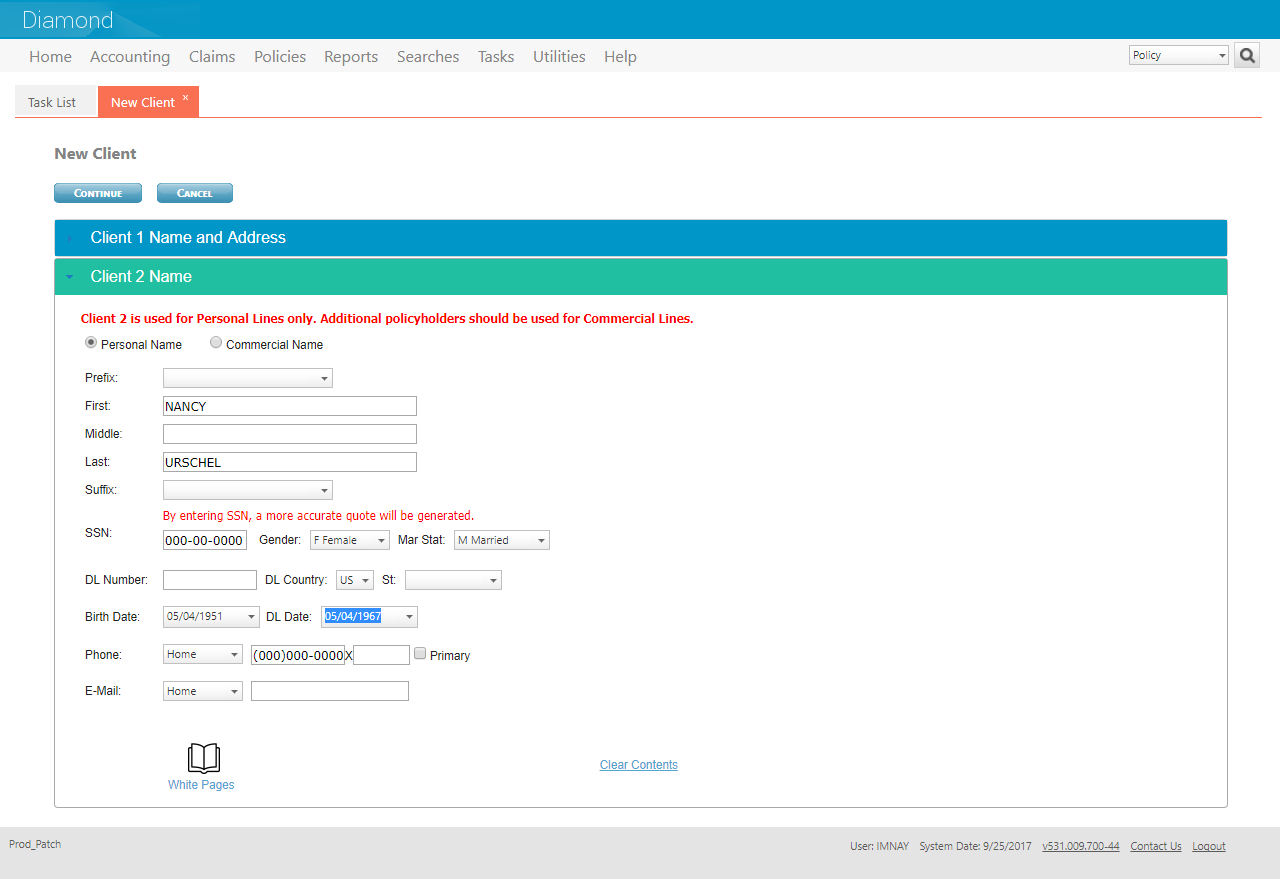 Diamond
Home Accounting Claims Policies Reports Searches Tasks Utilities Help Policy
Task List New Client ×
New Client
CONTINUE CANCEL
Client 1 Name and Address
Client 2 Name
Client 2 is used for Personal Lines only. Additional policyholders should be used for Commercial Lines.
Personal Name Commercial Name
Prefix:
First: NANCY
Middle:
Last: URSCHEL
Suffix:
By entering SSN, a more accurate quote will be generated.
SSN: 000-00-0000 Gender: F Female Mar Stat: M Married
DL Number: DL Country: US St:
Birth Date: 05/04/1951 DL Date: 05/04/1967
Phone: Home (000)000-0000 X Primary
E-Mail: Home
White Pages Clear Contents
Prod_Patch User: IMNAY System Date: 9/25/2017 v531.009.700-44 Contact Us Logout